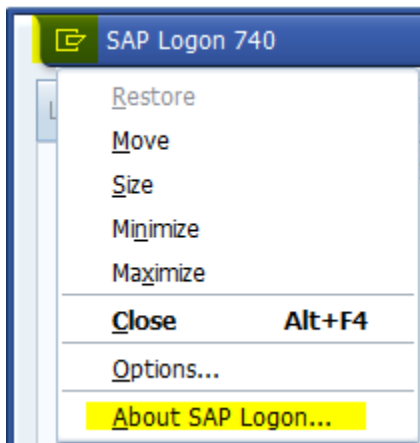 SAP Logon 740
L
Restore
Move
Size
Minimize
Maximize
Close Alt+F4
Options...
About SAP Logon...